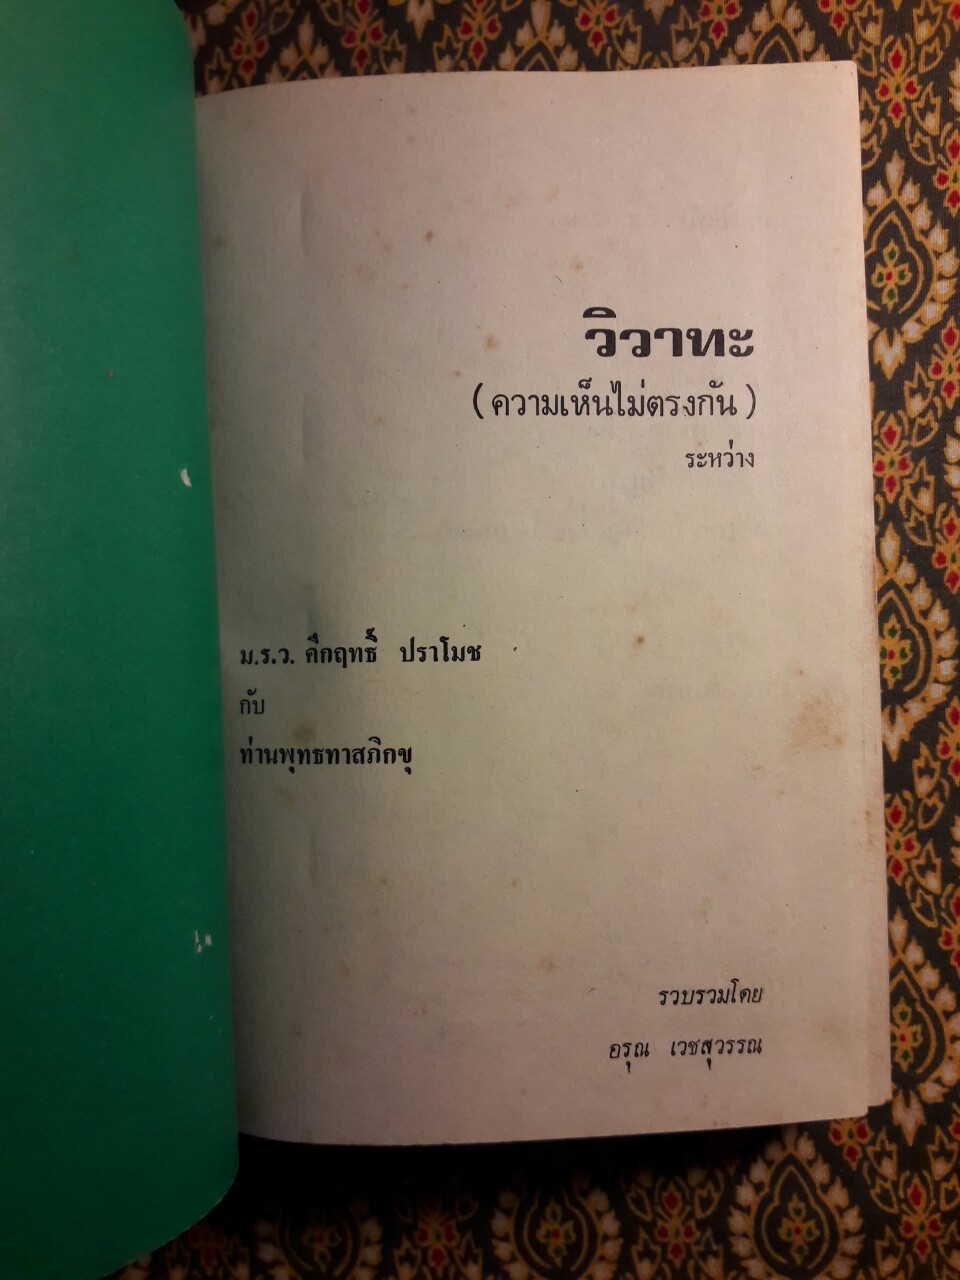 วิวาทะ
(ความเห็นไม่ตรงกัน)
ระหว่าง
ม.ร.ว. คึกฤทธิ์ ปราโมช
กับ
ท่านพุทธทาสภิกขุ
รวบรวมโดย
อรุณ เวชสุวรรณ